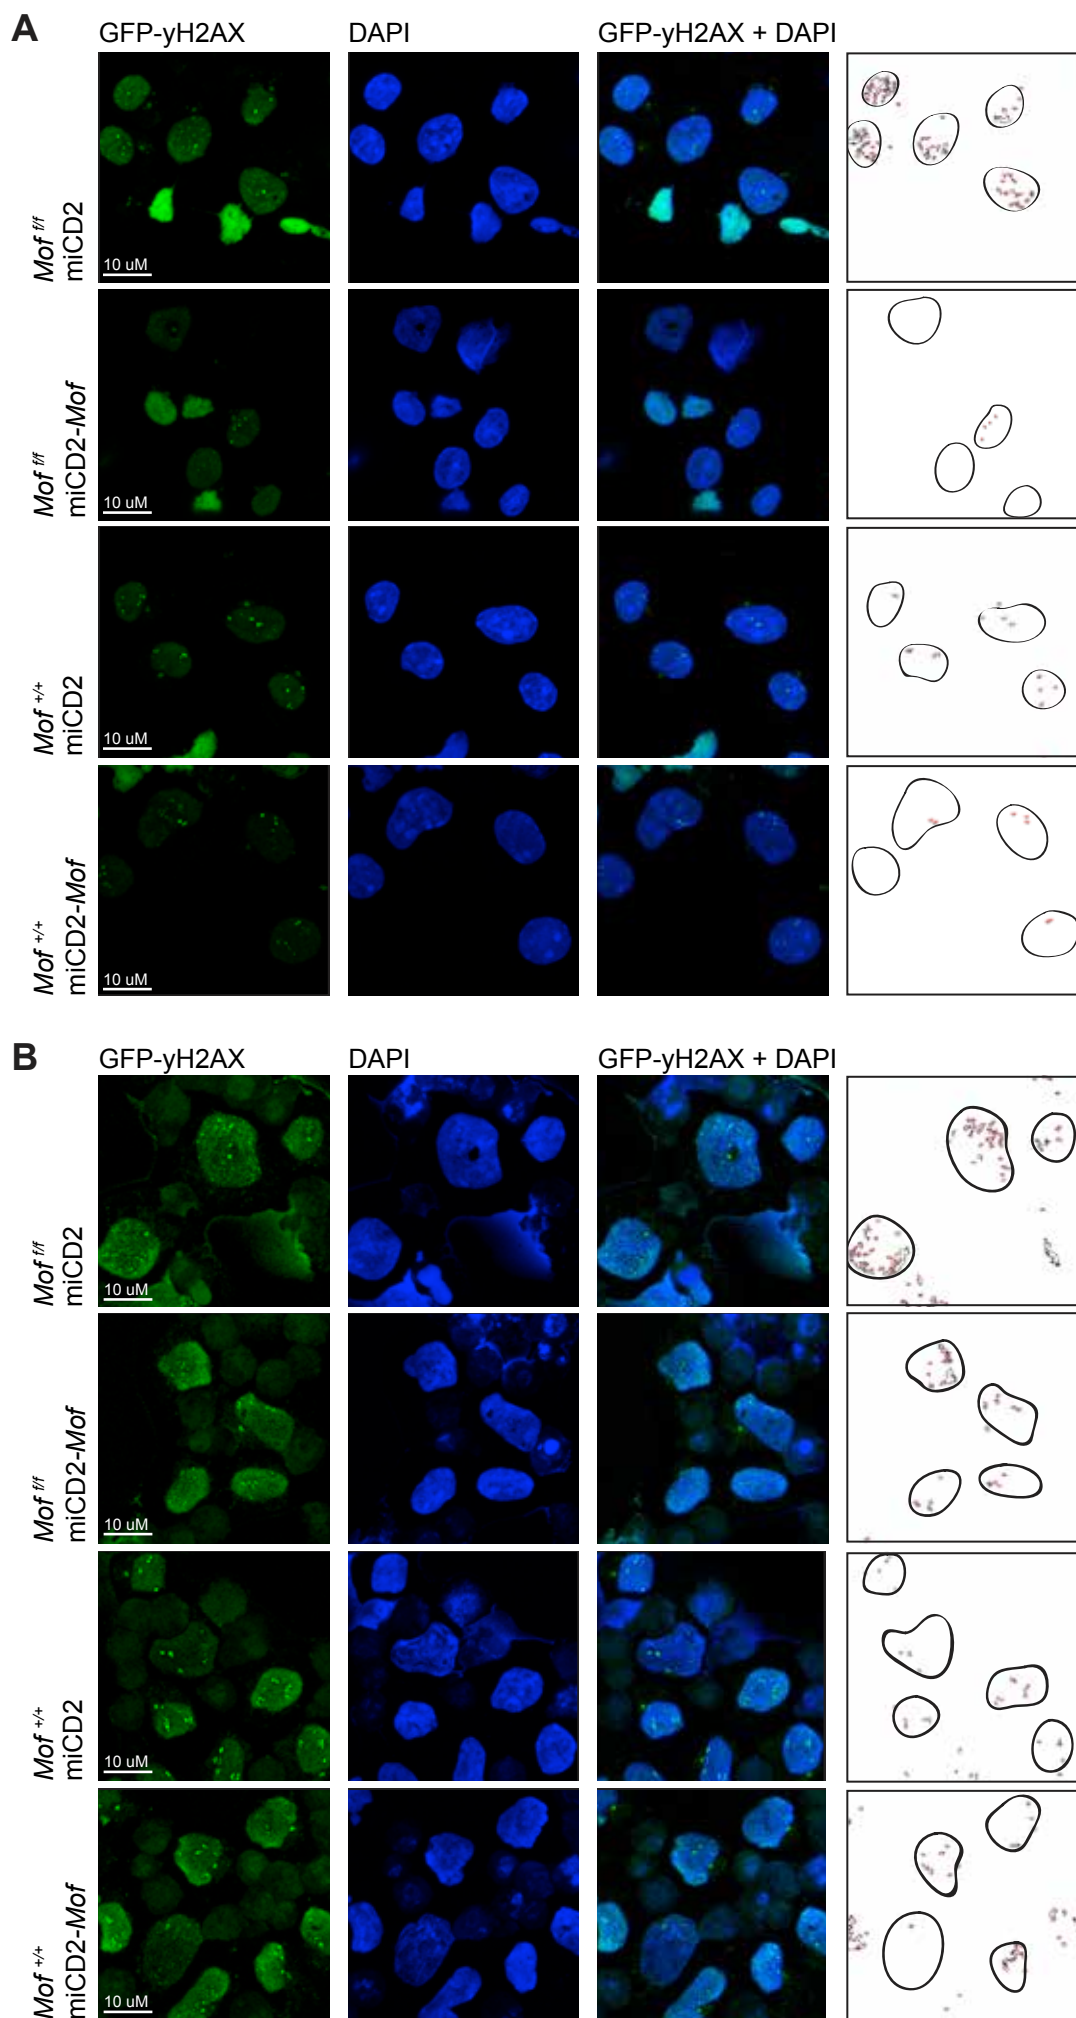 A
GFP-yH2AX DAPI GFP-yH2AX + DAPI
Mof f/f
miCD2
10 uM
Mof f/f
miCD2-Mof
10 uM
Mof +/+
miCD2
10 uM
Mof +/+
miCD2-Mof
10 uM
B
GFP-yH2AX DAPI GFP-yH2AX + DAPI
Mof f/f
miCD2
10 uM
Mof f/f
miCD2-Mof
10 uM
Mof +/+
miCD2
10 uM
Mof +/+
miCD2-Mof
10 uM